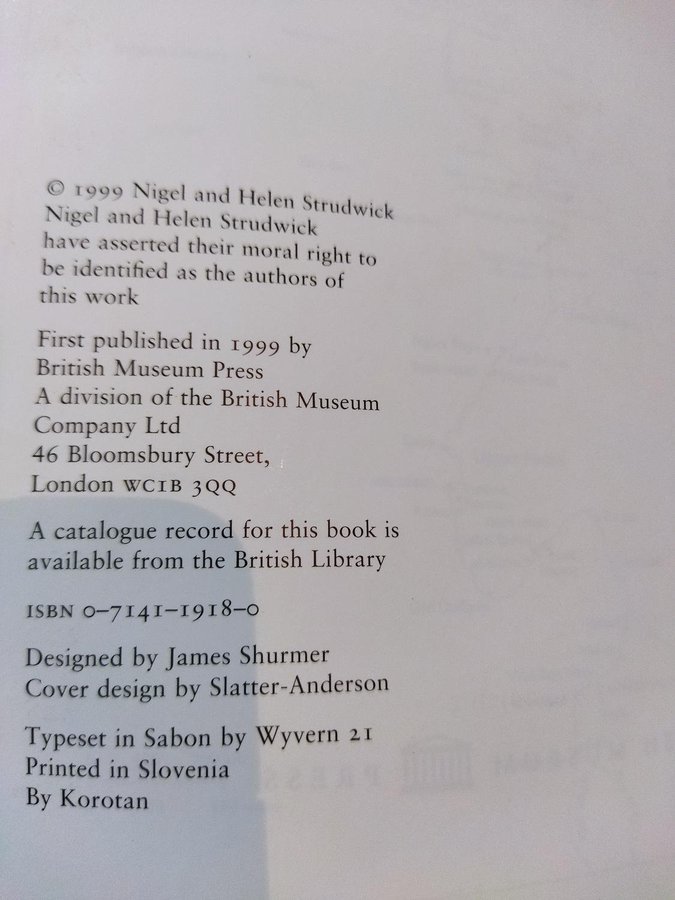 © 1999 Nigel and Helen Strudwick
Nigel and Helen Strudwick
have asserted their moral right to
be identified as the authors of
this work
First published in 1999 by
British Museum Press
A division of the British Museum
Company Ltd
46 Bloomsbury Street,
London WC1B 3QQ
A catalogue record for this book is
available from the British Library
ISBN 0–7141–1918–0
Designed by James Shurmer
Cover design by Slatter-Anderson
Typeset in Sabon by Wyvern 21
Printed in Slovenia
By Korotan